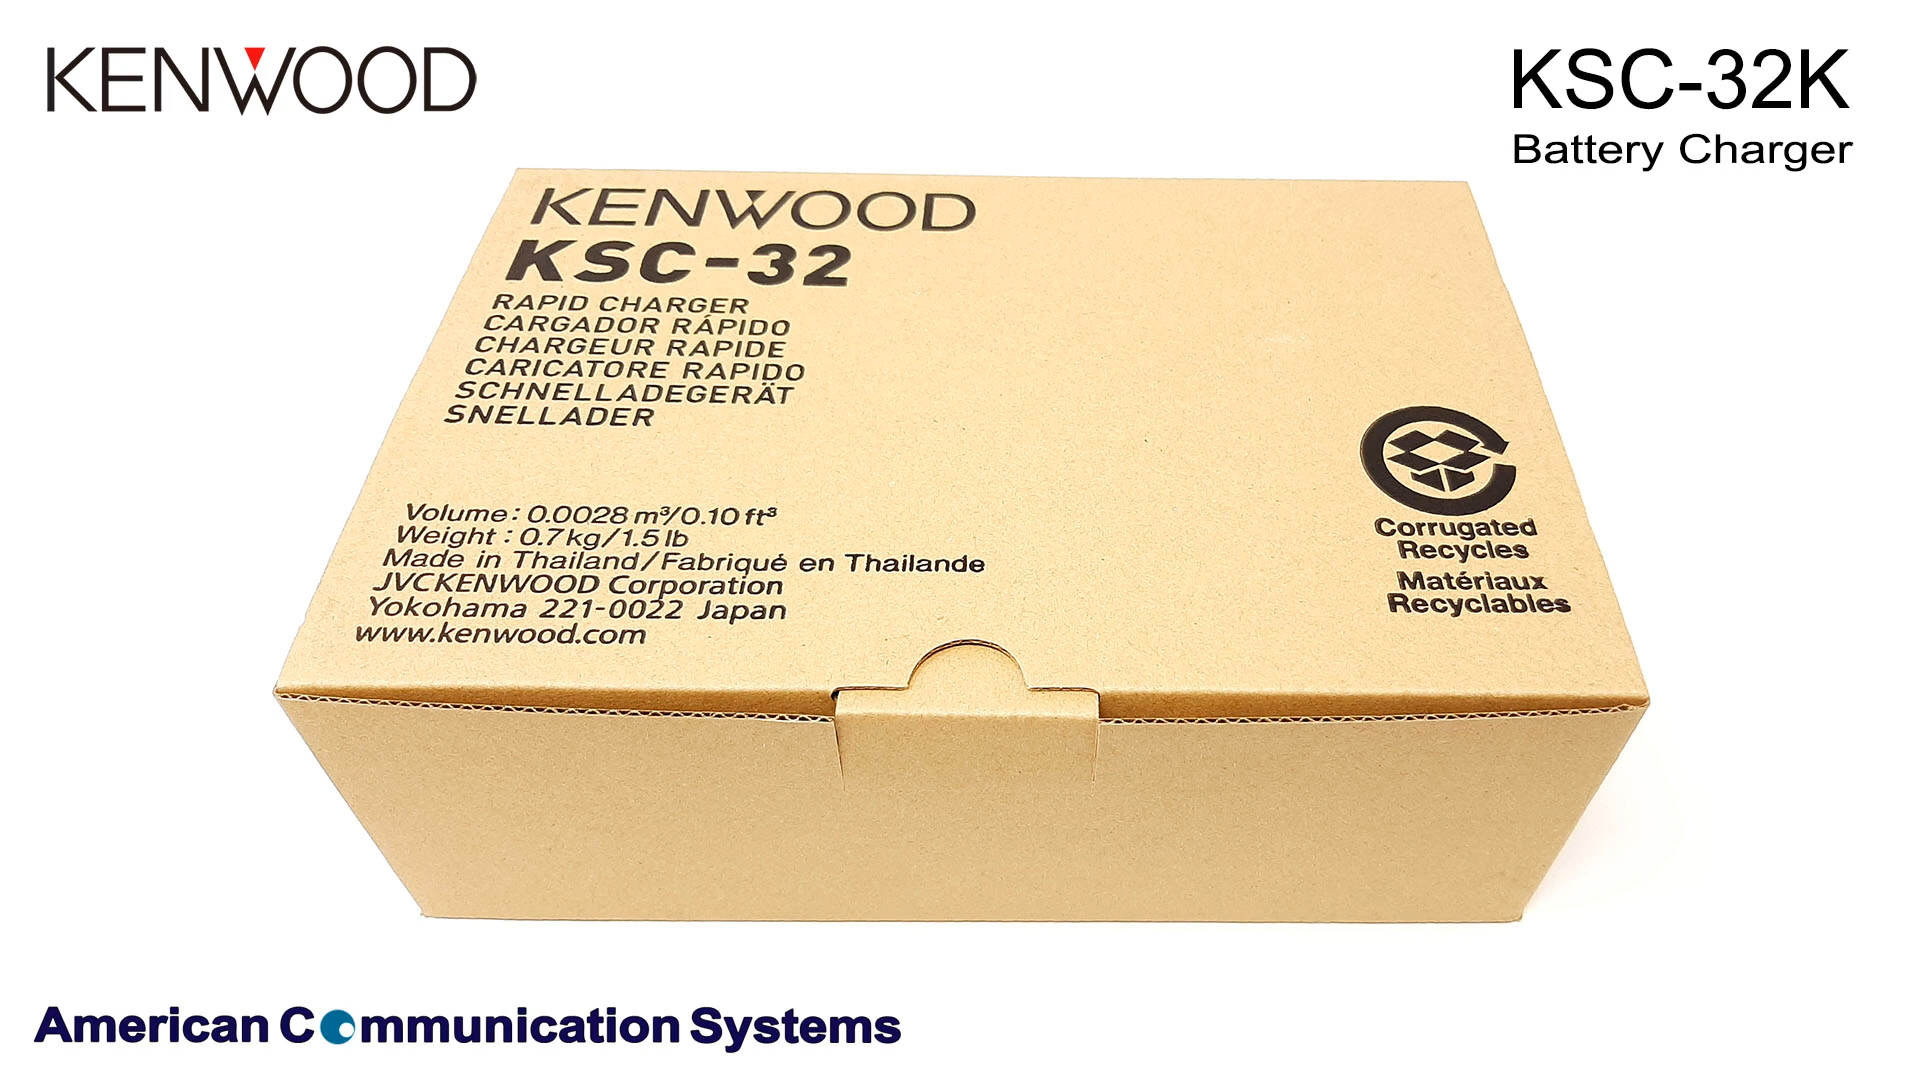 KENWOOD
KSC-32K
Battery Charger
KENWOOD
KSC-32
RAPID CHARGER
CARGADOR RÁPIDO
CHARGEUR RAPIDE
CARICATORE RAPIDO
SCHNELLADEGERÄT
SNELLADER
Volume: 0.0028 m³/0.10 ft³
Weight : 0.7kg/1.5 lb
Made in Thailand/Fabriqué en Thailande
JVCKENWOOD Corporation
Yokohama 221-0022 Japan
www.kenwood.com
Corrugated
Recycles
Matériaux
Recyclables
American Communication Systems